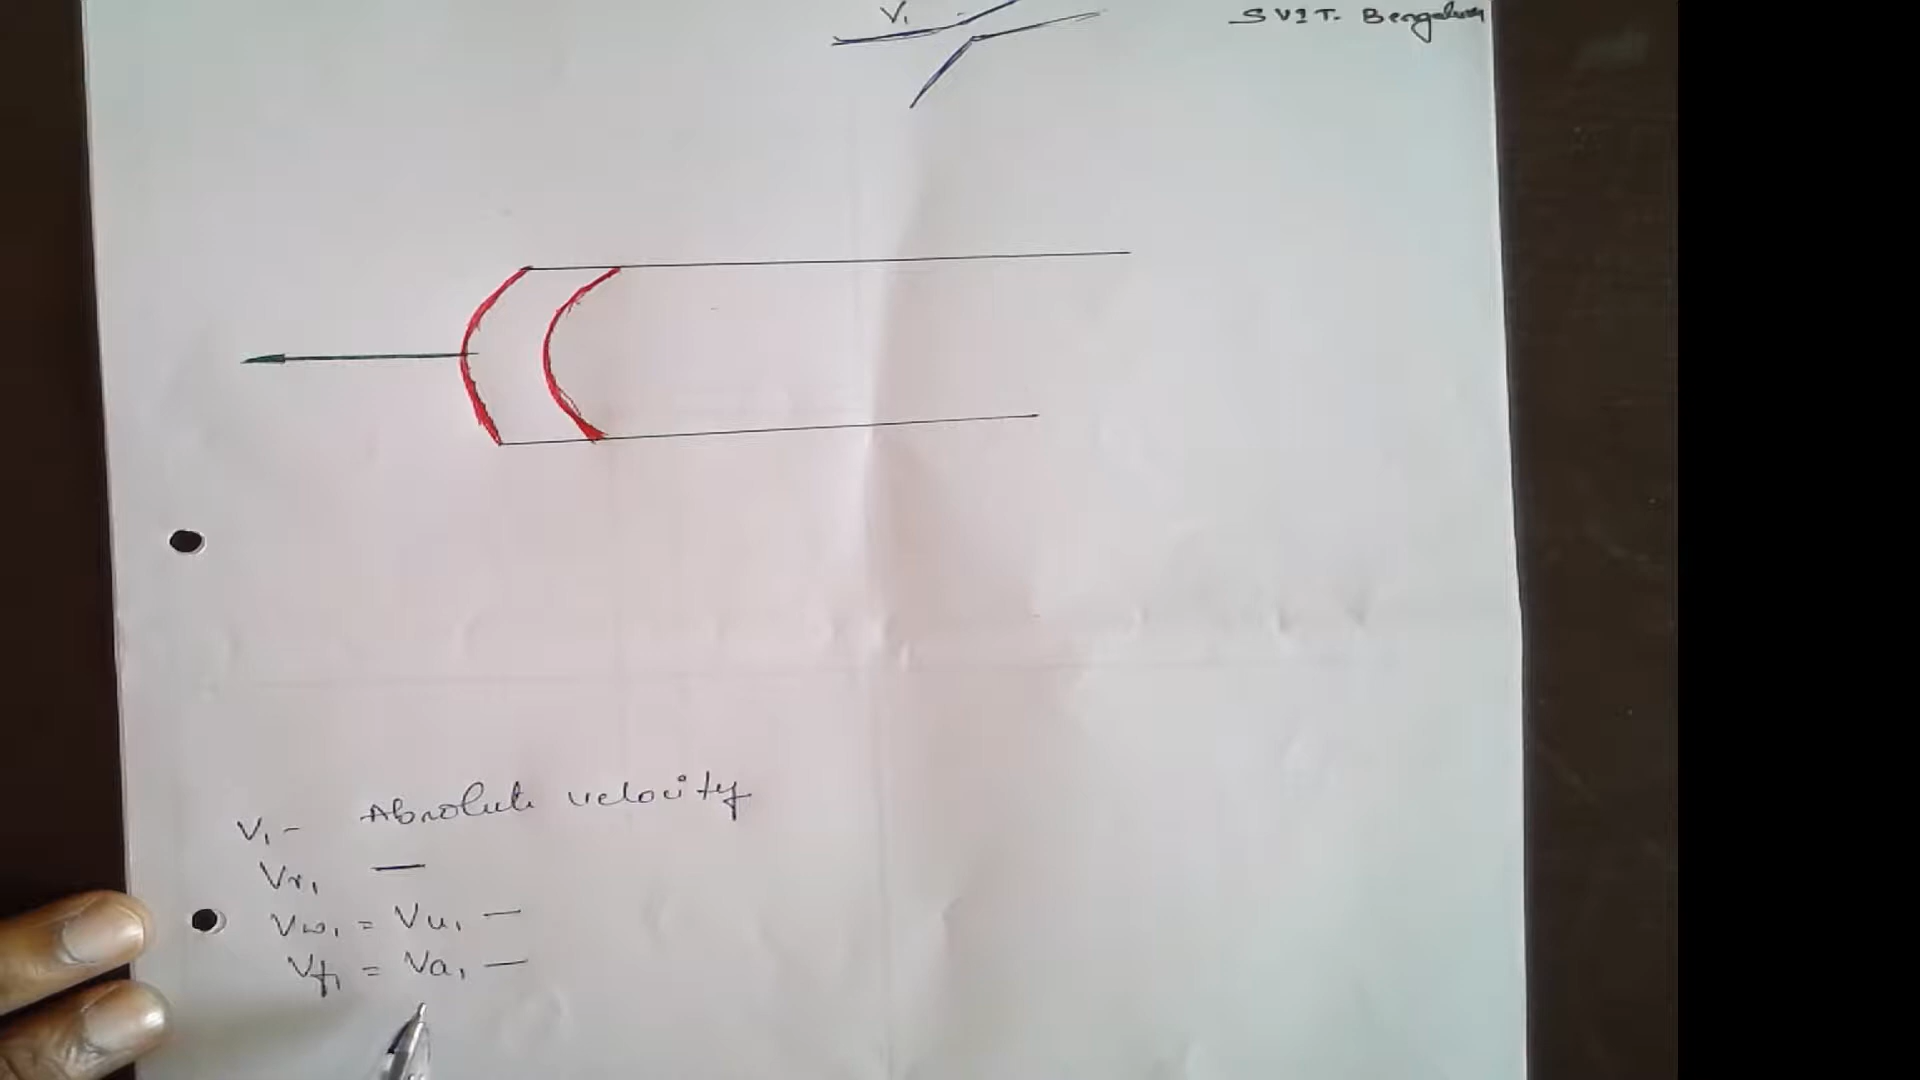 V₁
SVIT. Bengaluru
V₁ - Absolute velocity
Vr₁ —
Vw₁ = Vu₁ —
Vf₁ = Va₁ —